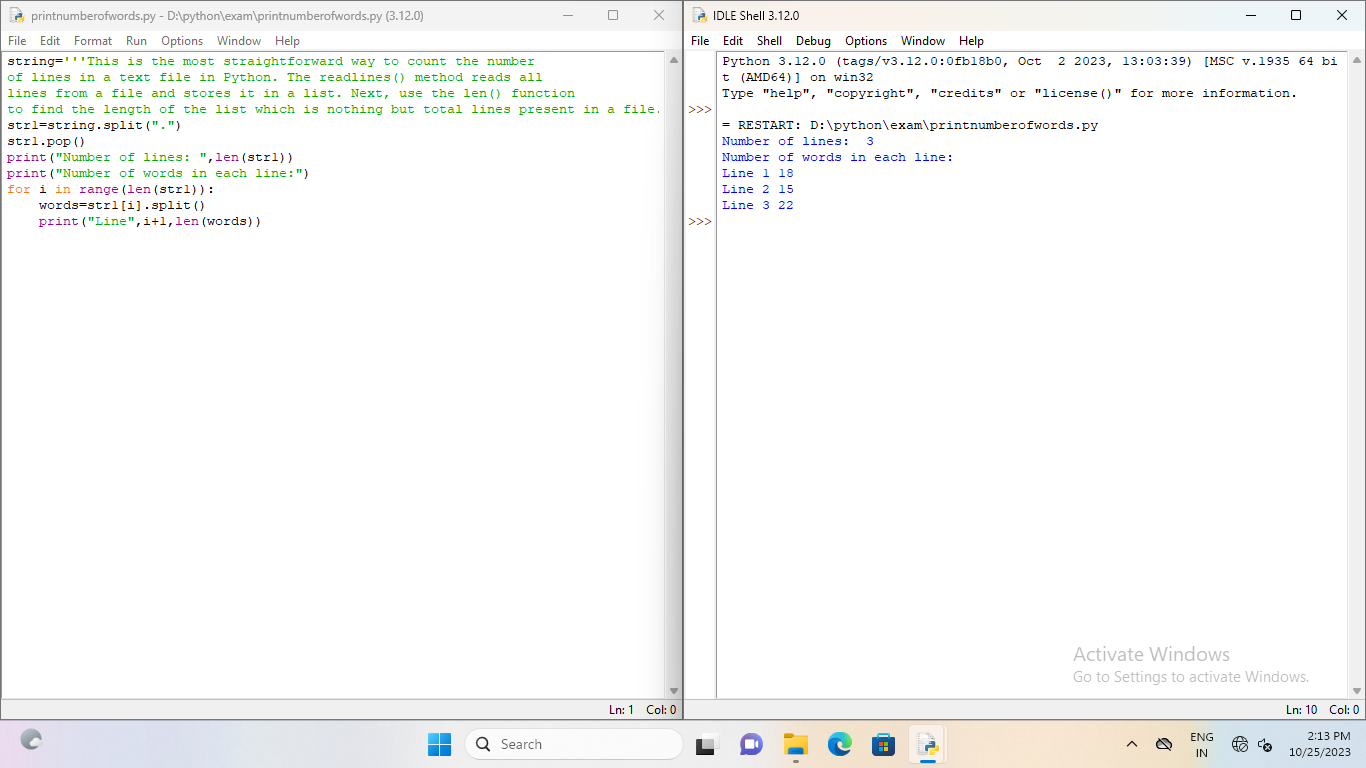 printnumberofwords.py - D:\python\exam\printnumberofwords.py (3.12.0)
File Edit Format Run Options Window Help
string='''This is the most straightforward way to count the number
of lines in a text file in Python. The readlines() method reads all
lines from a file and stores it in a list. Next, use the len() function
to find the length of the list which is nothing but total lines present in a file.
str1=string.split(".")
str1.pop()
print("Number of lines: ",len(str1))
print("Number of words in each line:")
for i in range(len(str1)):
    words=str1[i].split()
    print("Line",i+1,len(words))
Ln: 1 Col: 0
IDLE Shell 3.12.0
File Edit Shell Debug Options Window Help
Python 3.12.0 (tags/v3.12.0:0fb18b0, Oct  2 2023, 13:03:39) [MSC v.1935 64 bi
t (AMD64)] on win32
Type "help", "copyright", "credits" or "license()" for more information.
>>>
= RESTART: D:\python\exam\printnumberofwords.py
Number of lines:  3
Number of words in each line:
Line 1 18
Line 2 15
Line 3 22
>>>
Activate Windows
Go to Settings to activate Windows.
Ln: 10 Col: 0
Search
ENG
IN
2:13 PM
10/25/2023